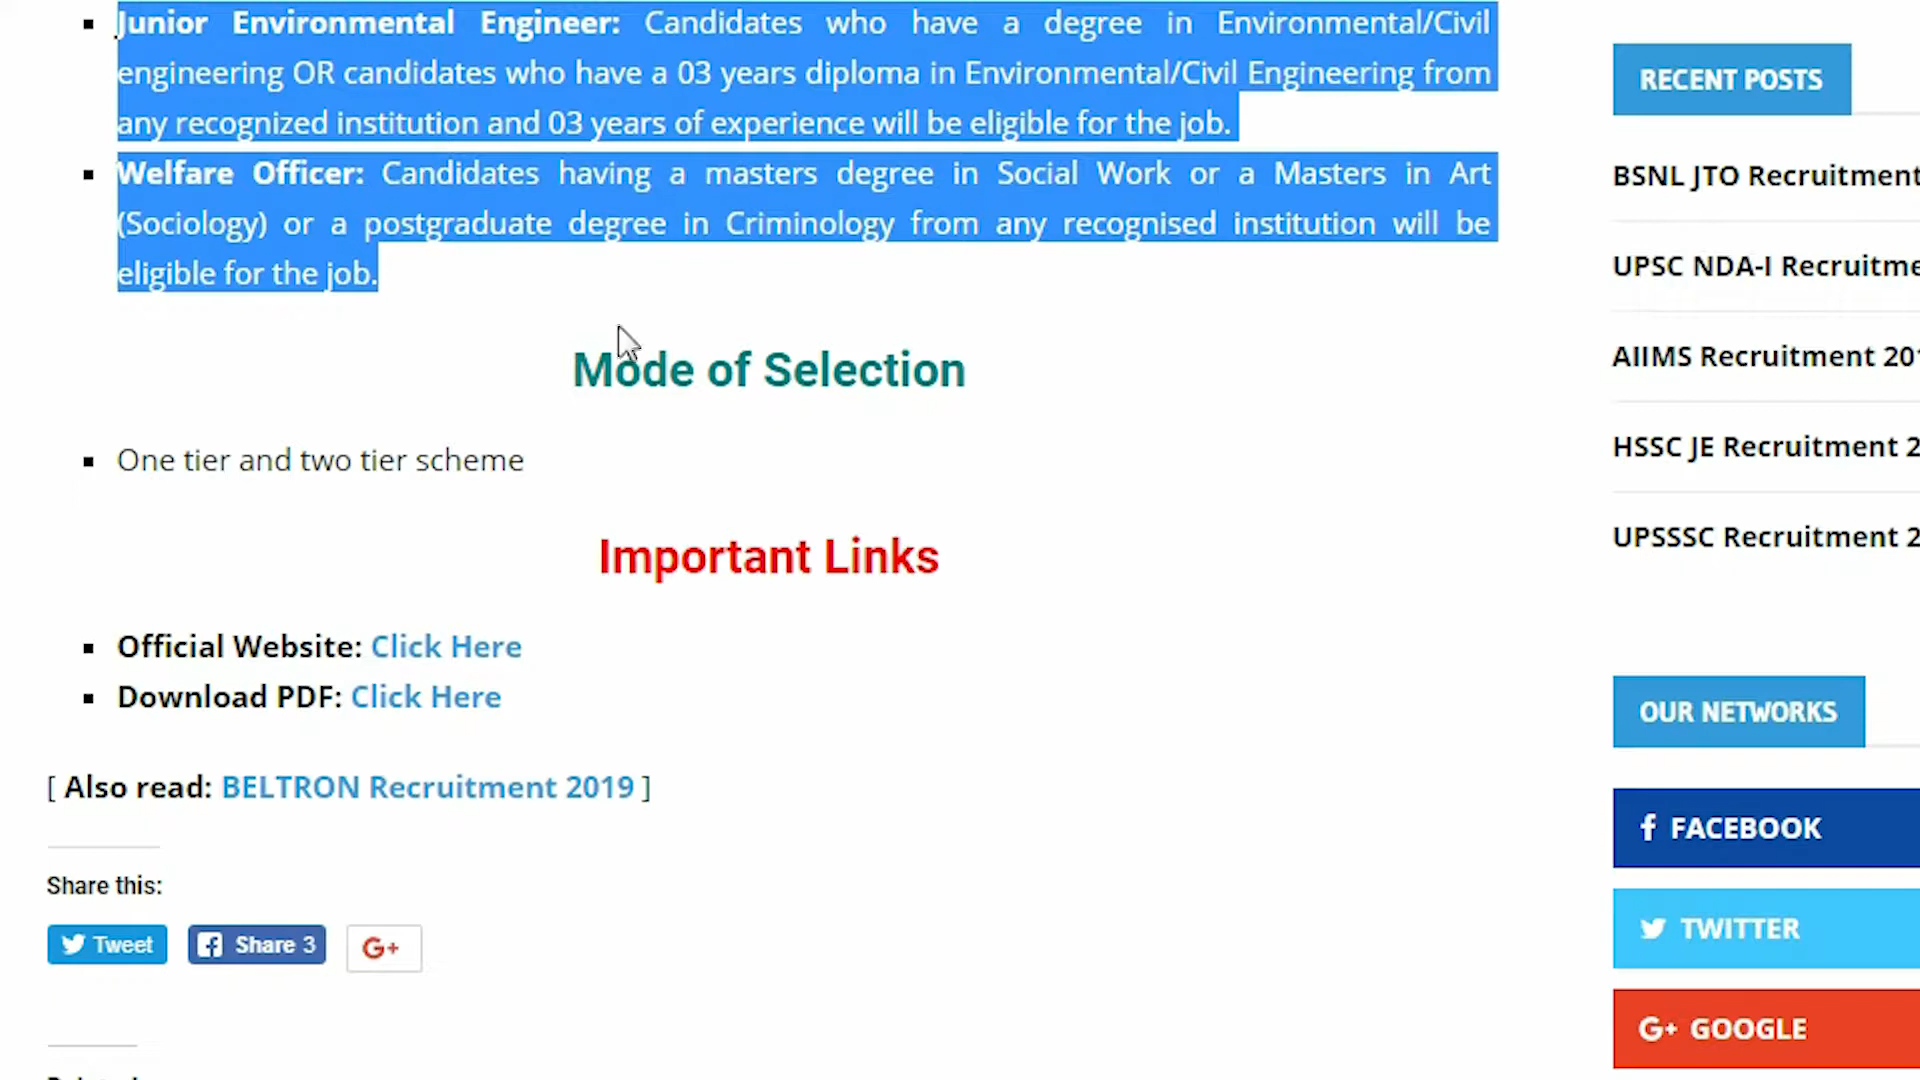 Junior Environmental Engineer: Candidates who have a degree in Environmental/Civil
engineering OR candidates who have a 03 years diploma in Environmental/Civil Engineering from
any recognized institution and 03 years of experience will be eligible for the job.
Welfare Officer: Candidates having a masters degree in Social Work or a Masters in Art
(Sociology) or a postgraduate degree in Criminology from any recognised institution will be
eligible for the job.
Mode of Selection
One tier and two tier scheme
Important Links
Official Website: Click Here
Download PDF: Click Here
[ Also read: BELTRON Recruitment 2019 ]
Share this:
Tweet
Share 3
G+
RECENT POSTS
BSNL JTO Recruitment
UPSC NDA-I
AIIMS Recruitment
HSSC JE Recruitment 2
UPSSSC Recruitment 2
OUR NETWORKS
FACEBOOK
TWITTER
G+ GOOGLE